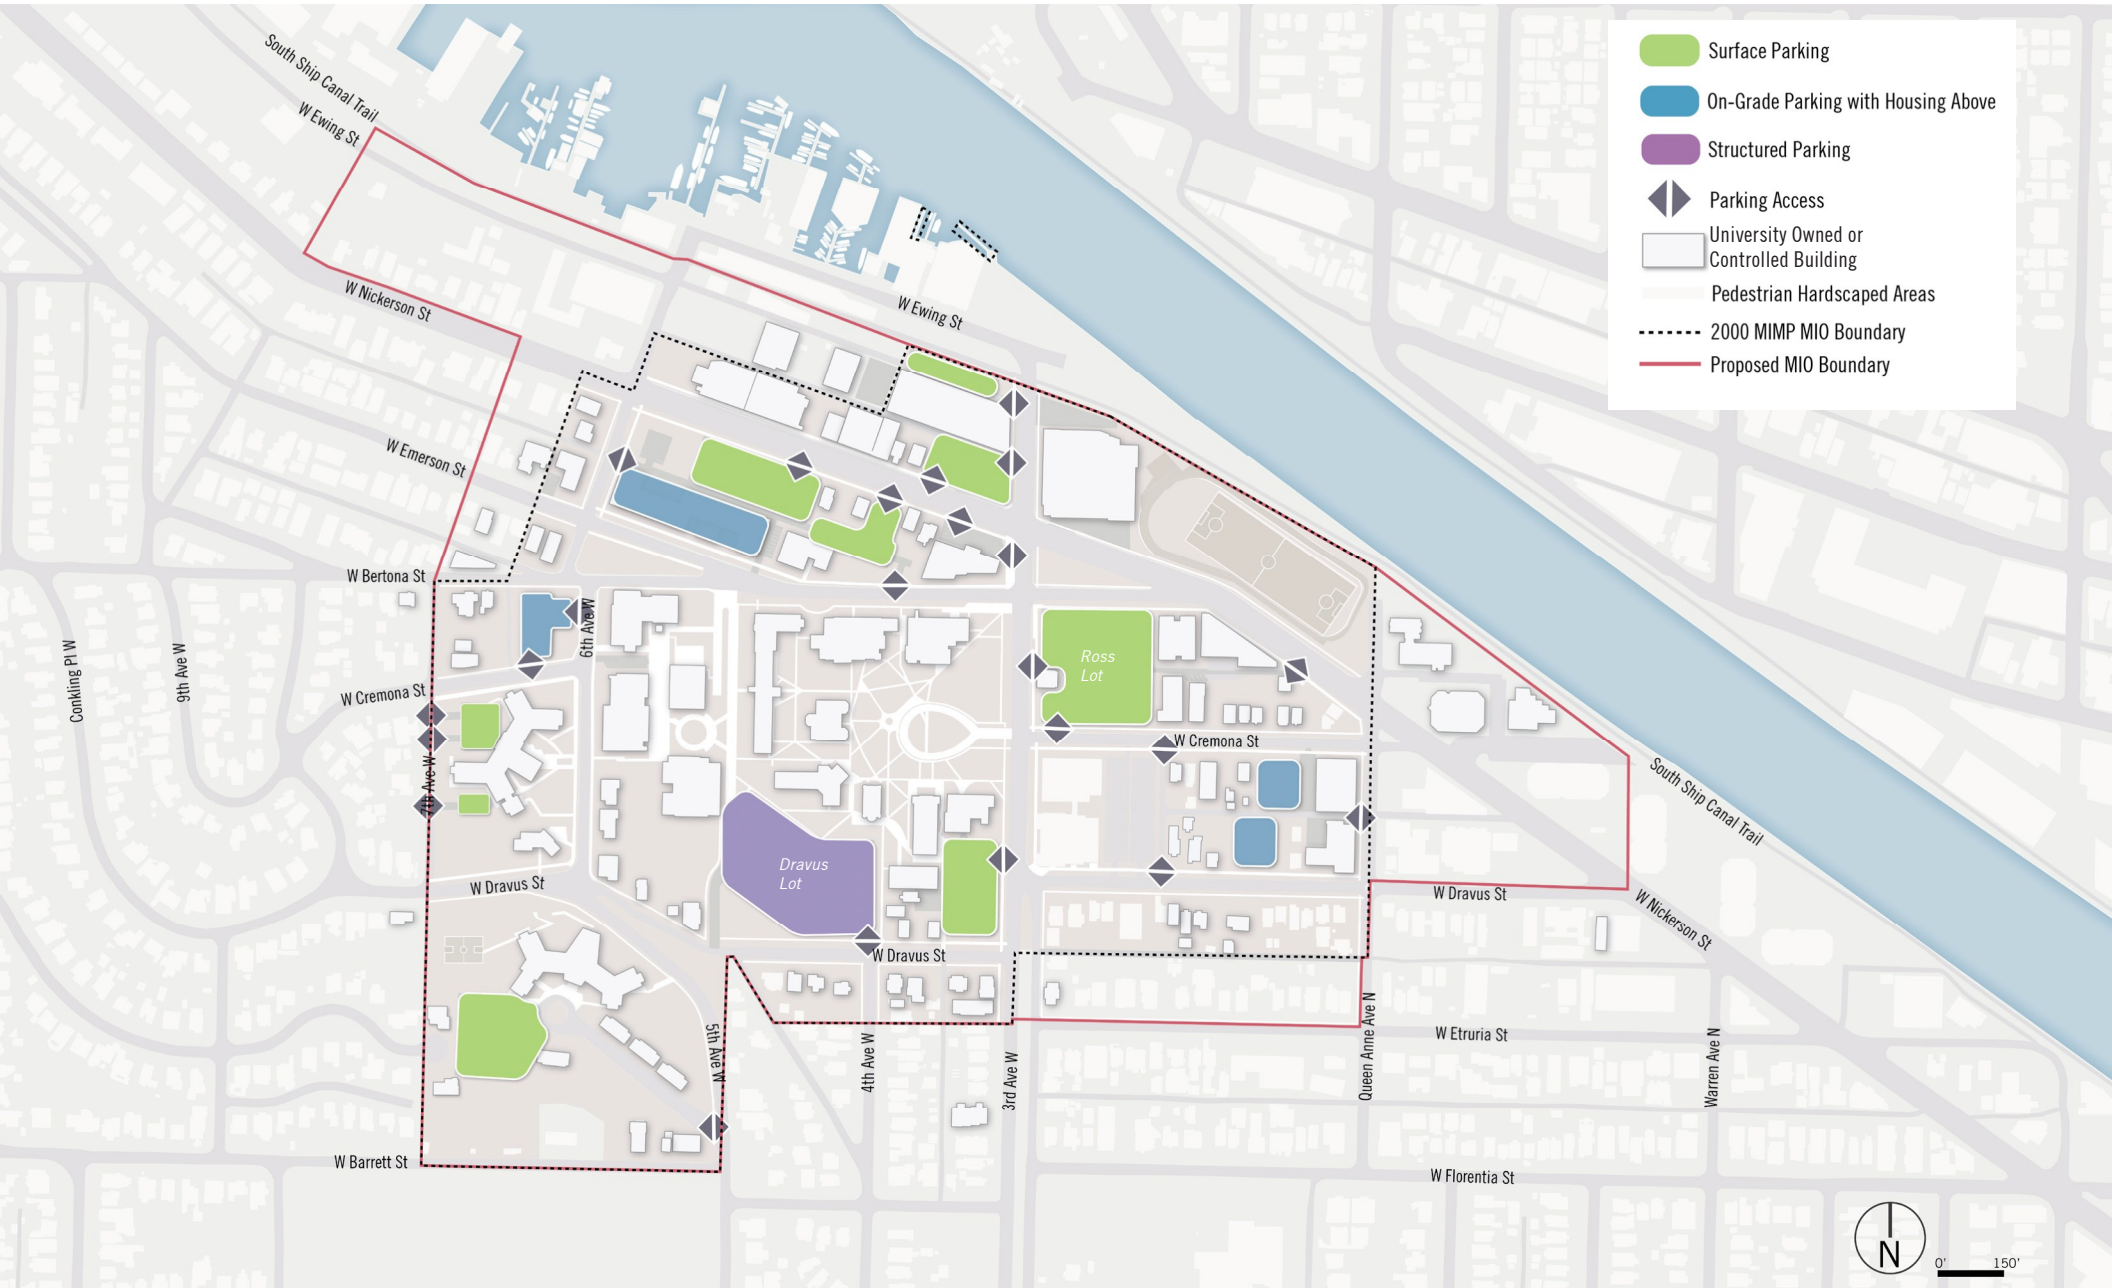 Surface Parking
On-Grade Parking with Housing Above
Structured Parking
Parking Access
University Owned or
Controlled Building
Pedestrian Hardscaped Areas
2000 MIMP MIO Boundary
Proposed MIO Boundary
South Ship Canal Trail
W Ewing St
W Nickerson St
W Ewing St
W Emerson St
W Bertona St
6th Ave W
Conkling Pl W
9th Ave W
W Cremona St
Ross
Lot
W Cremona St
7th Ave W
South Ship Canal Trail
Dravus
Lot
W Dravus St
W Dravus St
W Nickerson St
W Dravus St
5th Ave W
4th Ave W
3rd Ave W
Queen Anne Ave N
W Etruria St
Warren Ave N
W Barrett St
W Florentia St
N
0'
150'